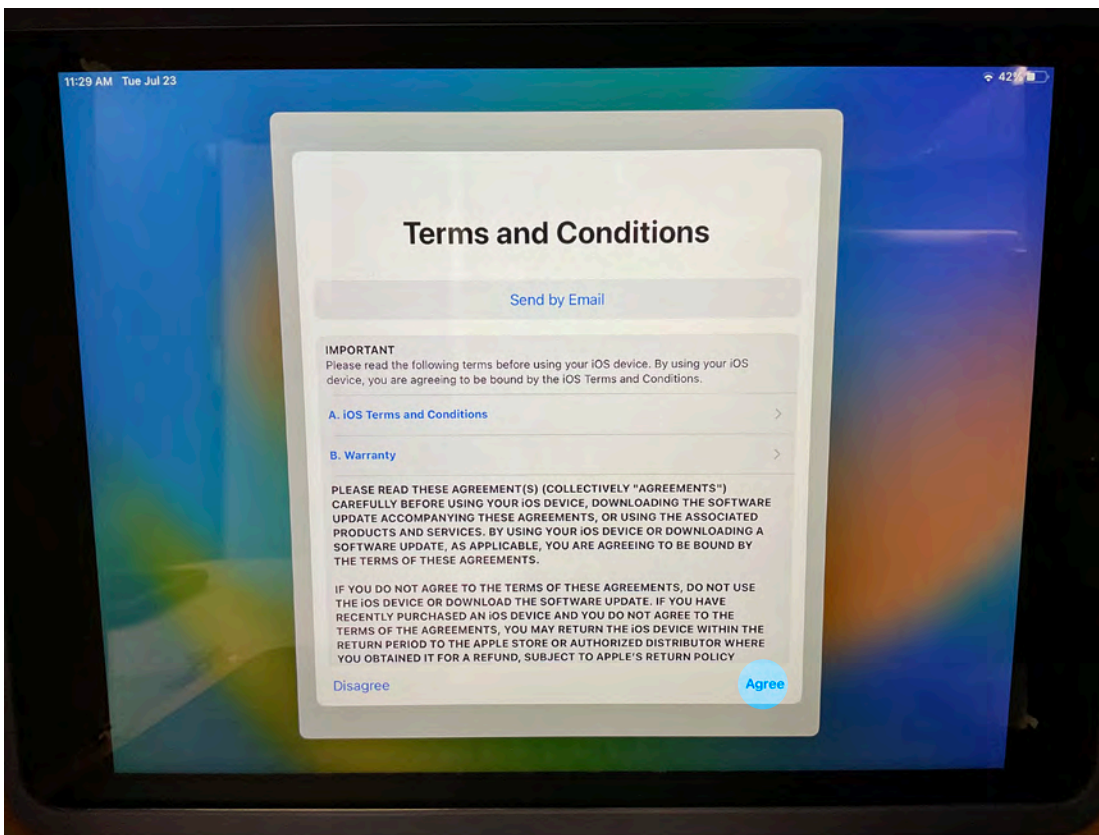 11:29 AM Tue Jul 23
42%
Terms and Conditions
Send by Email
IMPORTANT
Please read the following terms before using your iOS device. By using your iOS
device, you are agreeing to be bound by the iOS Terms and Conditions.
A. iOS Terms and Conditions
B. Warranty
PLEASE READ THESE AGREEMENT(S) (COLLECTIVELY "AGREEMENTS")
CAREFULLY BEFORE USING YOUR iOS DEVICE, DOWNLOADING THE SOFTWARE
UPDATE ACCOMPANYING THESE AGREEMENTS, OR USING THE ASSOCIATED
PRODUCTS AND SERVICES. BY USING YOUR iOS DEVICE OR DOWNLOADING A
SOFTWARE UPDATE, AS APPLICABLE, YOU ARE AGREEING TO BE BOUND BY
THE TERMS OF THESE AGREEMENTS.
IF YOU DO NOT AGREE TO THE TERMS OF THESE AGREEMENTS, DO NOT USE
THE iOS DEVICE OR DOWNLOAD THE SOFTWARE UPDATE. IF YOU HAVE
RECENTLY PURCHASED AN iOS DEVICE AND YOU DO NOT AGREE TO THE
TERMS OF THE AGREEMENTS, YOU MAY RETURN THE iOS DEVICE WITHIN THE
RETURN PERIOD TO THE APPLE STORE OR AUTHORIZED DISTRIBUTOR WHERE
YOU OBTAINED IT FOR A REFUND, SUBJECT TO APPLE'S RETURN POLICY
Disagree
Agree